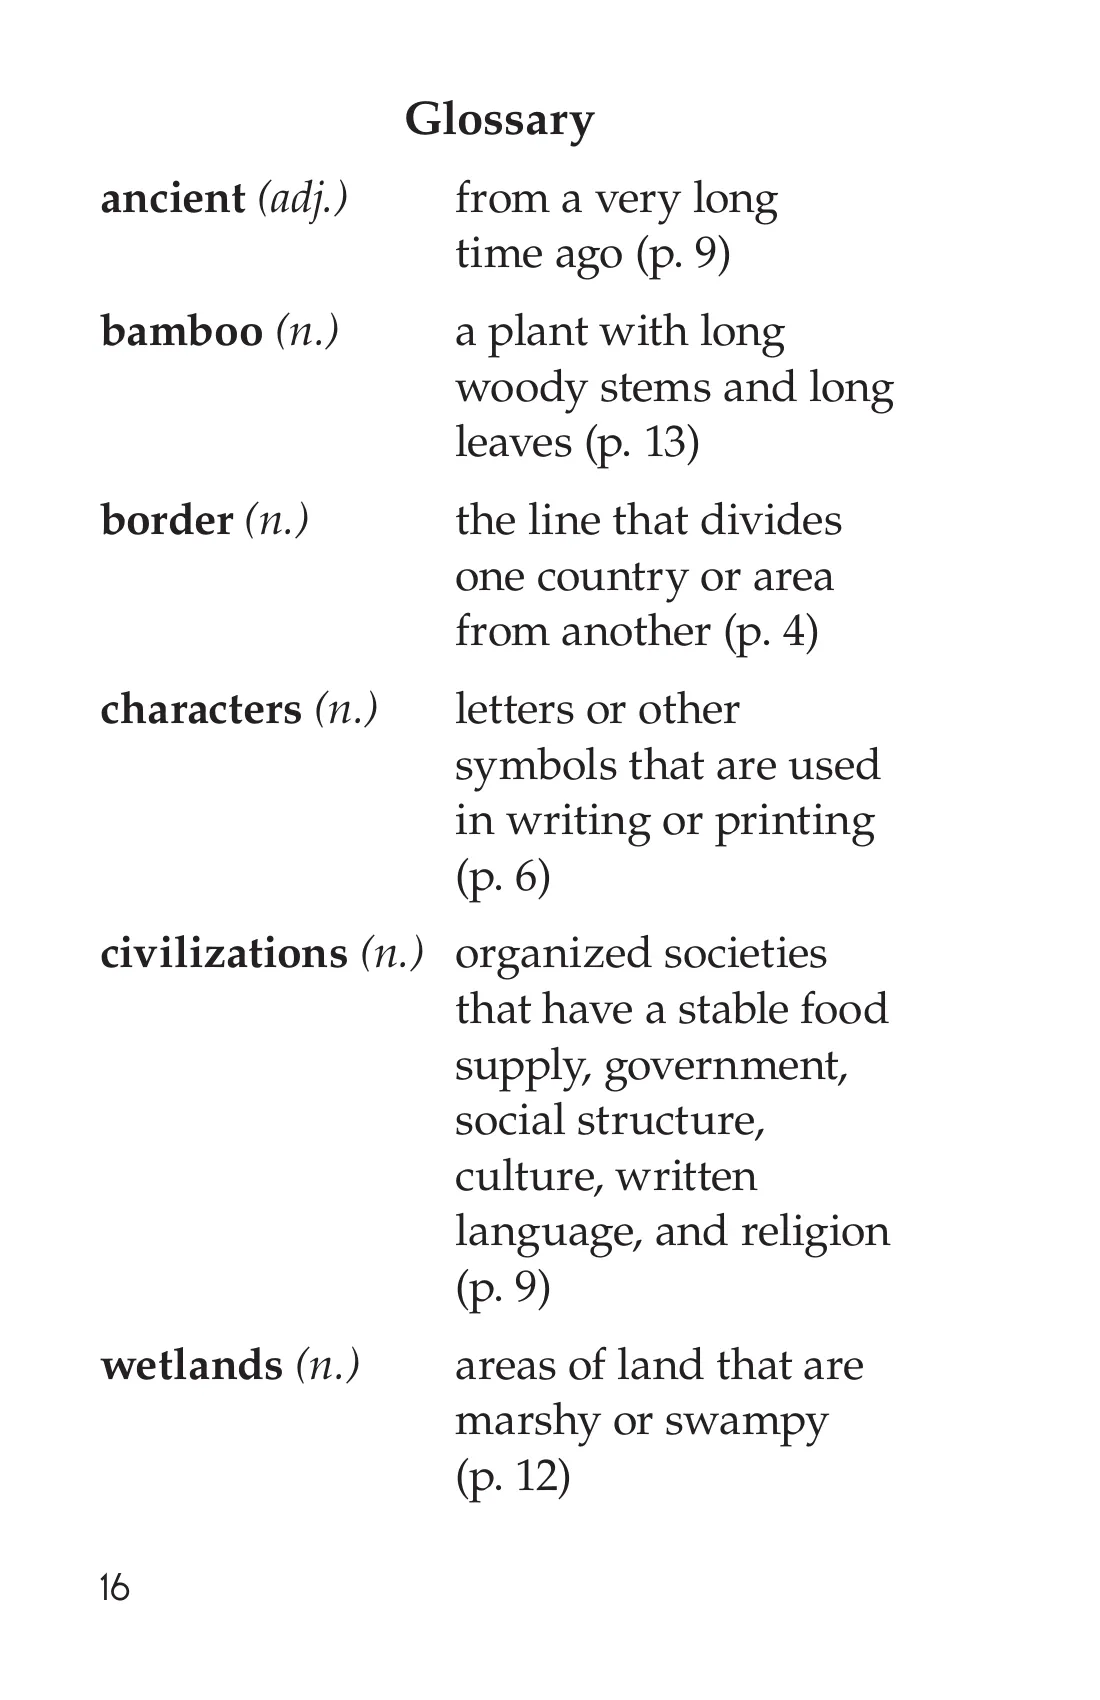 Glossary
ancient (adj.) from a very long
time ago (p. 9)
bamboo (n.) a plant with long
woody stems and long
leaves (p. 13)
border (n.) the line that divides
one country or area
from another (p. 4)
characters (n.) letters or other
symbols that are used
in writing or printing
(p. 6)
civilizations (n.) organized societies
that have a stable food
supply, government,
social structure,
culture, written
language, and religion
(p. 9)
wetlands (n.) areas of land that are
marshy or swampy
(p. 12)
16